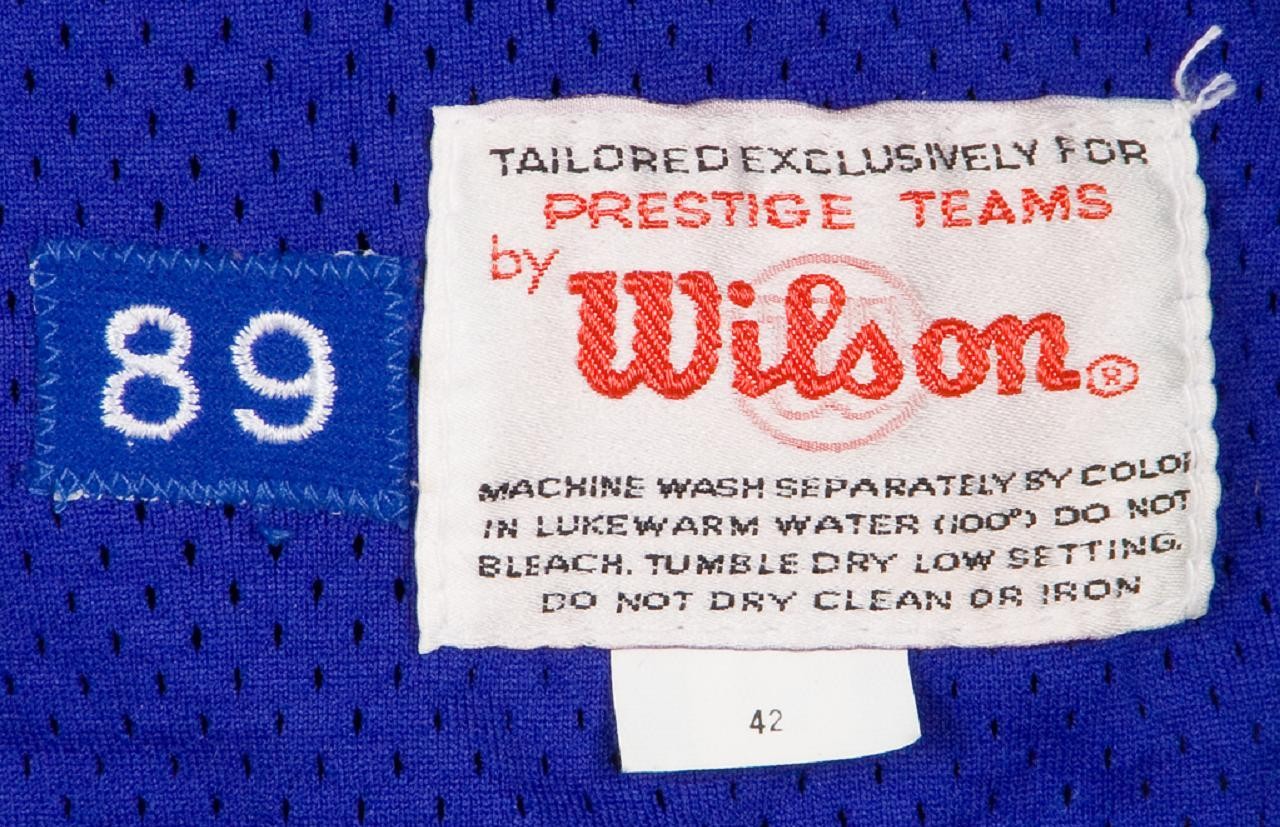 89
TAILORED EXCLUSIVELY FOR
PRESTIGE TEAMS
by
Wilson®
MACHINE WASH SEPARATELY BY COLOR
IN LUKEWARM WATER (100°) DO NOT
BLEACH. TUMBLE DRY LOW SETTING.
DO NOT DRY CLEAN OR IRON
42